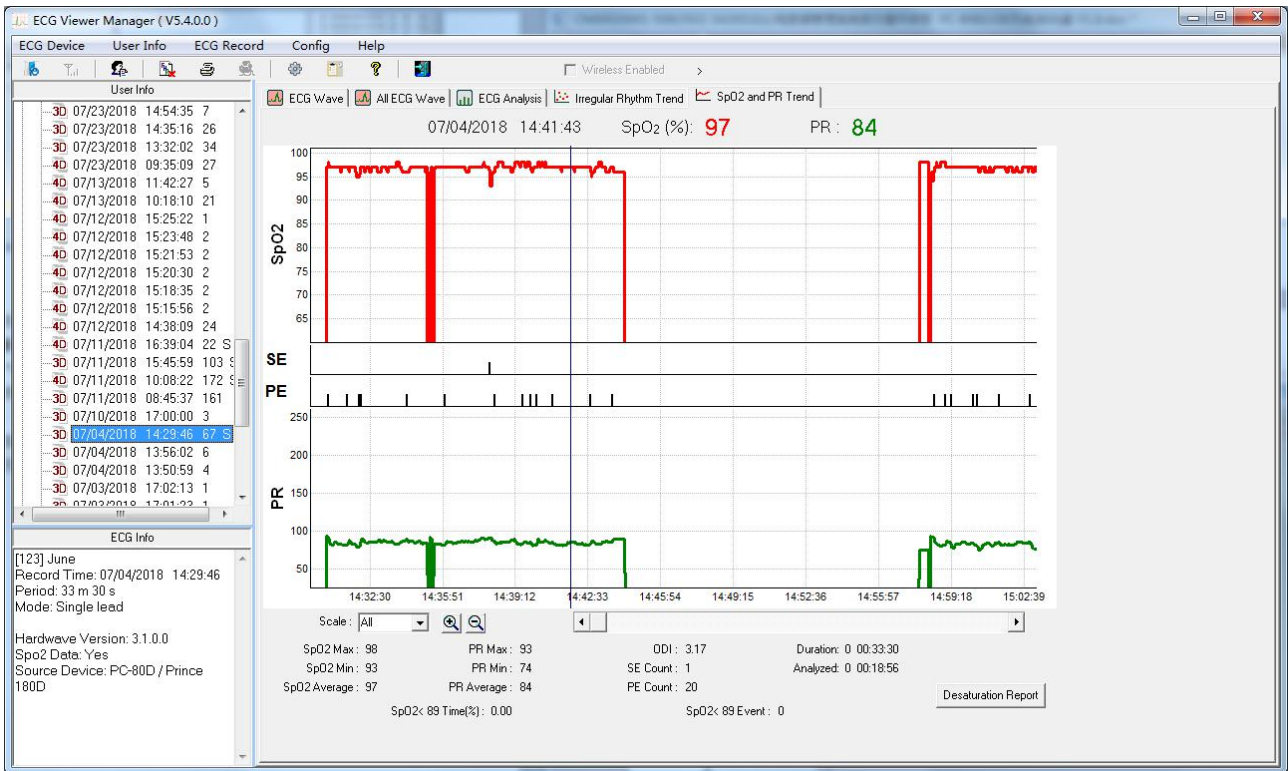 ECG Viewer Manager ( V5.4.0.0 )
ECG Device User Info ECG Record Config Help
Wireless Enabled >
User Info
3D 07/23/2018 14:54:35 7
3D 07/23/2018 14:35:16 26
3D 07/23/2018 13:32:02 34
4D 07/23/2018 09:35:09 27
4D 07/13/2018 11:42:27 5
4D 07/13/2018 10:18:10 21
4D 07/12/2018 15:25:22 1
4D 07/12/2018 15:23:48 2
4D 07/12/2018 15:21:53 2
4D 07/12/2018 15:20:30 2
4D 07/12/2018 15:18:35 2
4D 07/12/2018 15:15:56 2
4D 07/12/2018 14:38:09 24
4D 07/11/2018 16:39:04 22 S
3D 07/11/2018 15:45:59 103 S
4D 07/11/2018 10:08:22 172 S
3D 07/11/2018 08:45:37 161
3D 07/10/2018 17:00:00 3
3D 07/04/2018 14:29:46 67 S
3D 07/04/2018 13:56:02 6
3D 07/04/2018 13:50:59 4
3D 07/03/2018 17:02:13 1
3D 07/03/2018 17:01:23 1
ECG Info
[123] June
Record Time: 07/04/2018 14:29:46
Period: 33 m 30 s
Mode: Single lead
Hardwave Version: 3.1.0.0
Spo2 Data: Yes
Source Device: PC-80D / Prince
180D
ECG Wave All ECG Wave ECG Analysis Irregular Rhythm Trend SpO2 and PR Trend
07/04/2018 14:41:43 SpO2 (%): 97 PR : 84
SpO2
100
95
90
85
80
75
70
65
SE
PE
PR
250
200
150
100
50
14:32:30 14:35:51 14:39:12 14:42:33 14:45:54 14:49:15 14:52:36 14:55:57 14:59:18 15:02:39
Scale : All
SpO2 Max : 98 PR Max : 93 ODI : 3.17 Duration: 0 00:33:30
SpO2 Min : 93 PR Min : 74 SE Count : 1 Analyzed: 0 00:18:56
SpO2 Average : 97 PR Average : 84 PE Count : 20
Desaturation Report
SpO2< 89 Time(%) : 0.00 SpO2< 89 Event : 0